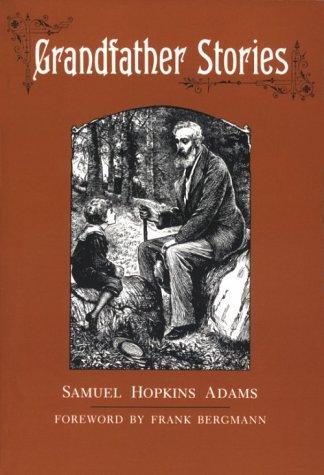 Grandfather Stories
SAMUEL HOPKINS ADAMS
FOREWORD BY FRANK BERGMANN